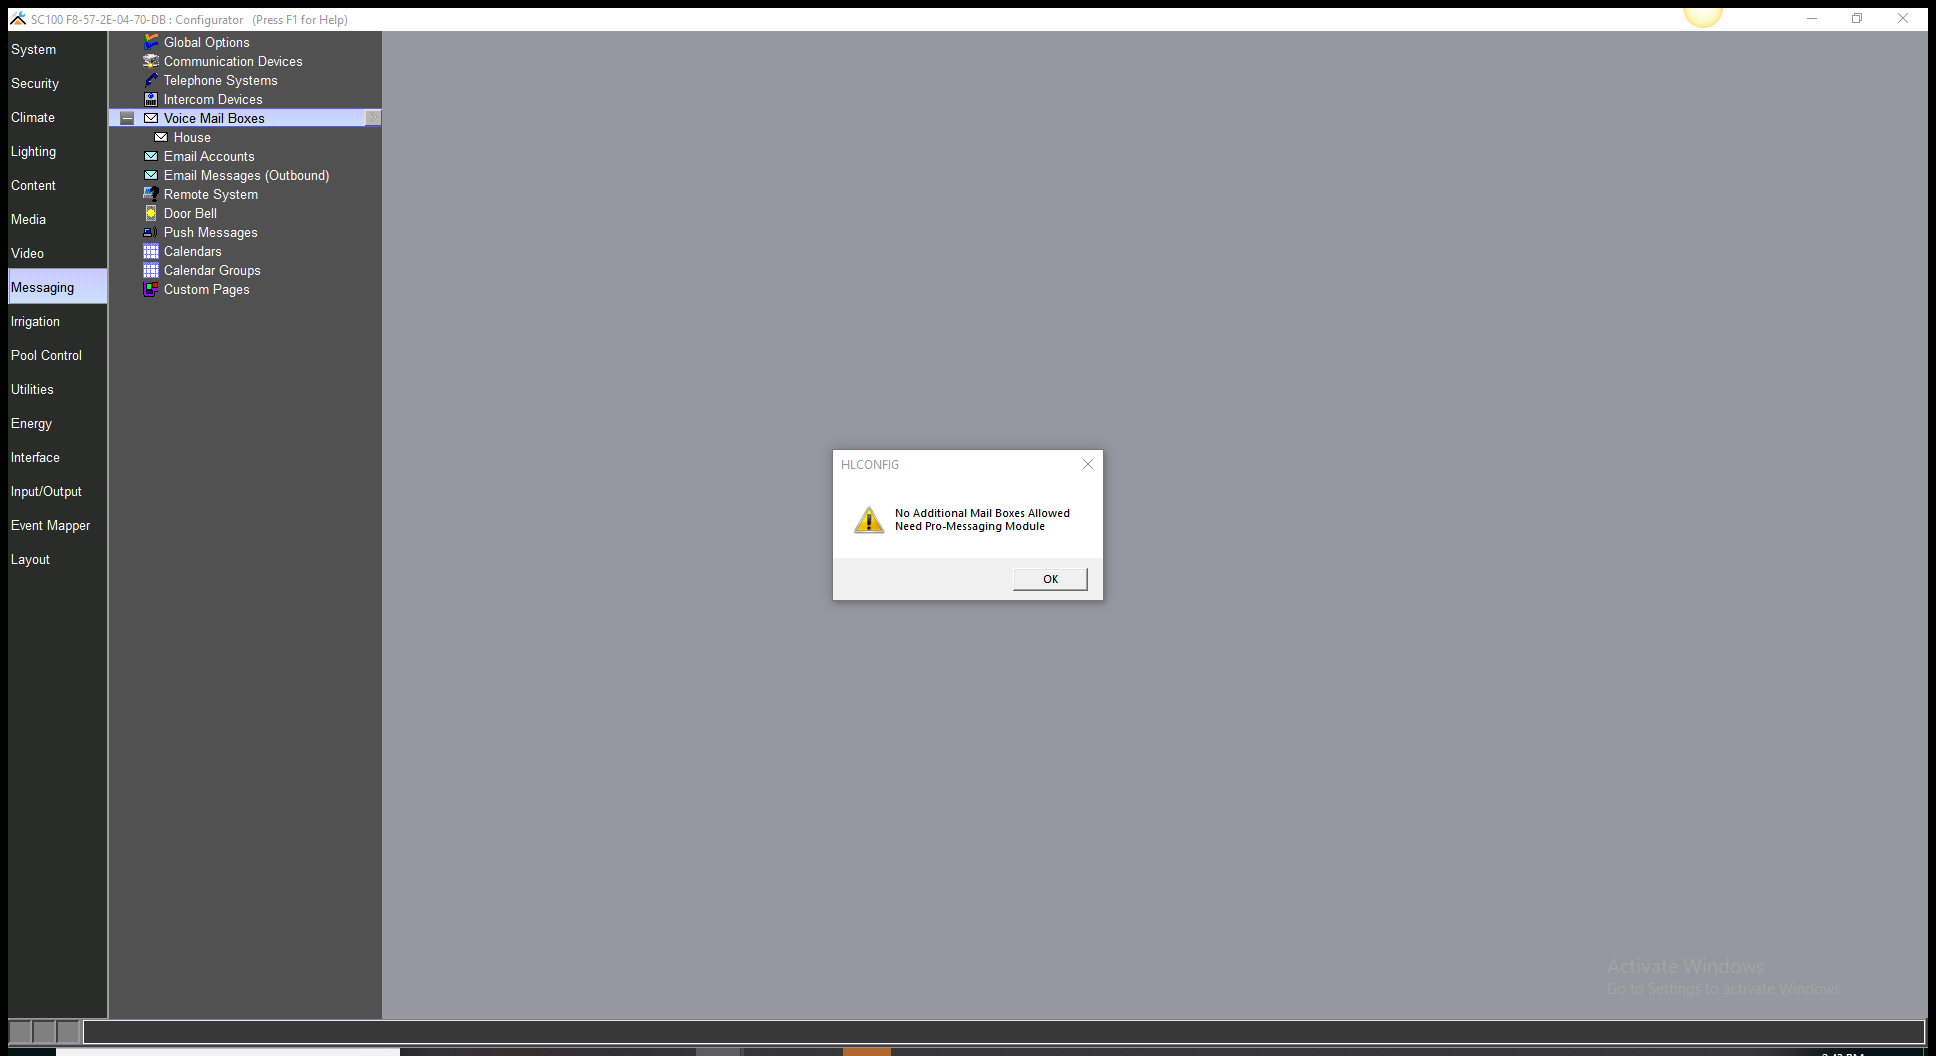 SC100 F8-57-2E-04-70-DB : Configurator   (Press F1 for Help)
System
Security
Climate
Lighting
Content
Media
Video
Messaging
Irrigation
Pool Control
Utilities
Energy
Interface
Input/Output
Event Mapper
Layout
Global Options
Communication Devices
Telephone Systems
Intercom Devices
Voice Mail Boxes
House
Email Accounts
Email Messages (Outbound)
Remote System
Door Bell
Push Messages
Calendars
Calendar Groups
Custom Pages
HLCONFIG
No Additional Mail Boxes Allowed
Need Pro-Messaging Module
OK
Activate Windows
Go to Settings to activate Windows.